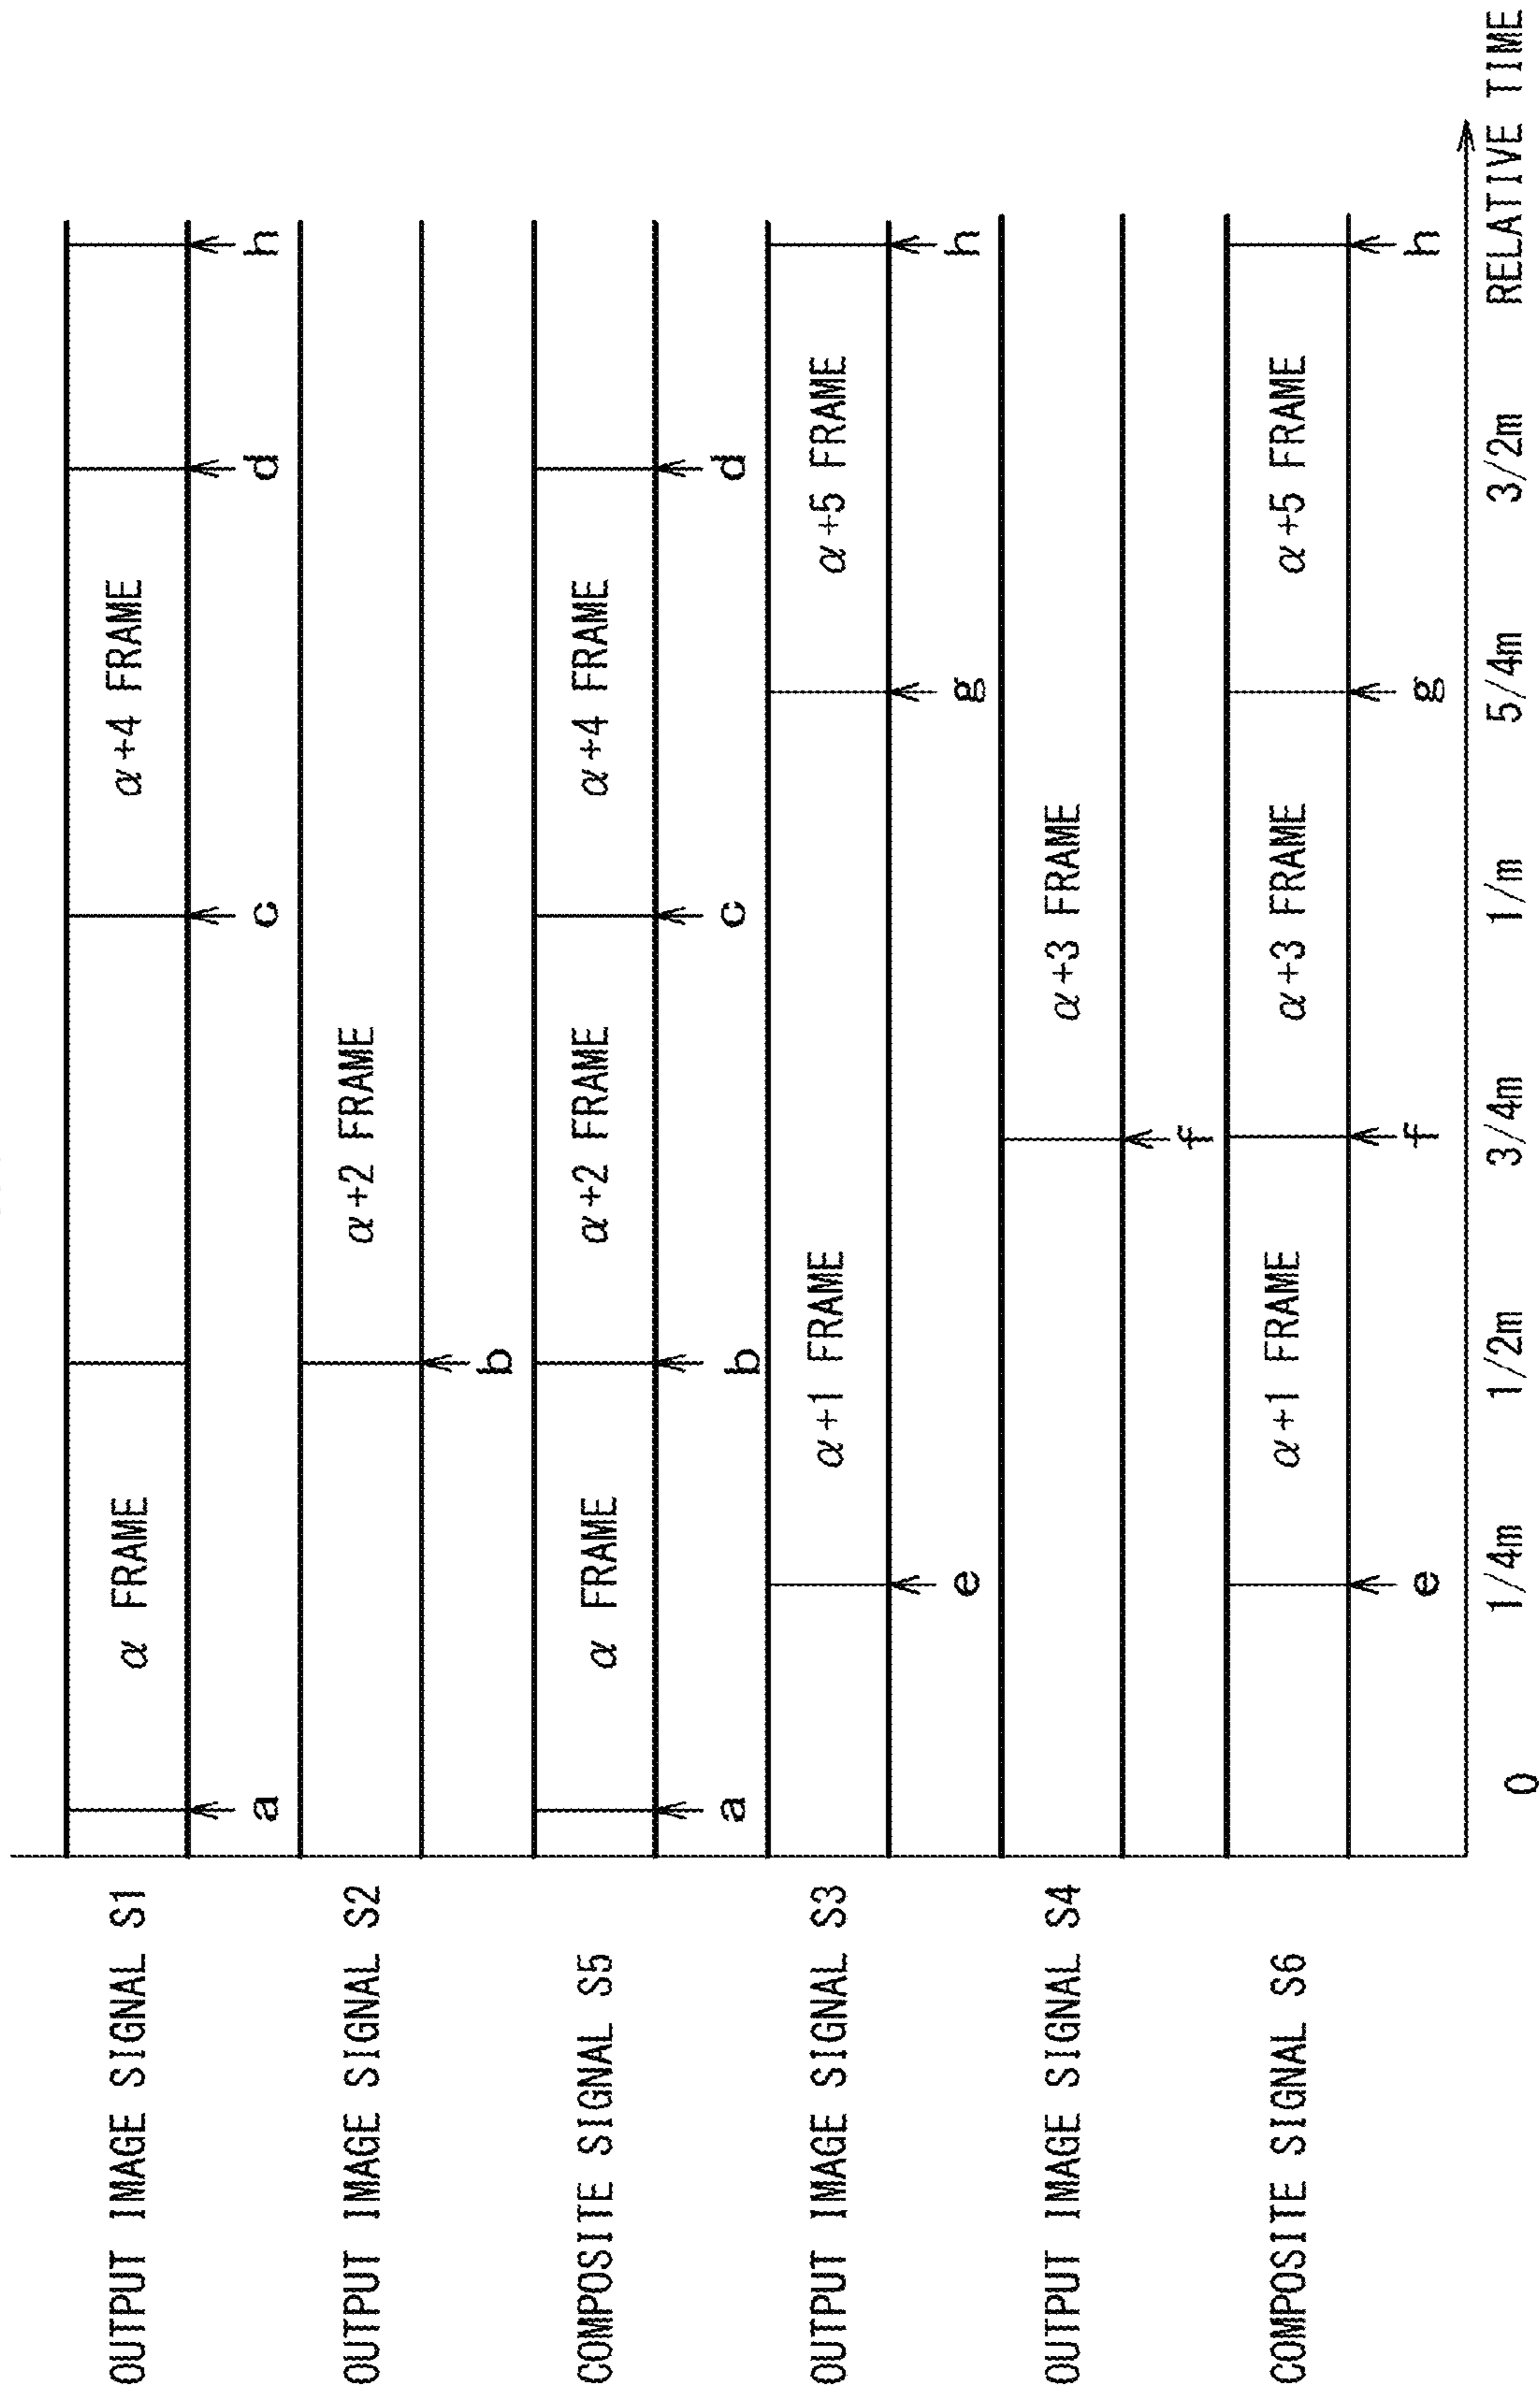 OUTPUT IMAGE SIGNAL S1
α FRAME
α+4 FRAME
a
c
d
h
OUTPUT IMAGE SIGNAL S2
α+2 FRAME
b
COMPOSITE SIGNAL S5
α FRAME
α+2 FRAME
α+4 FRAME
a
b
c
d
OUTPUT IMAGE SIGNAL S3
α+1 FRAME
α+5 FRAME
e
g
h
OUTPUT IMAGE SIGNAL S4
α+3 FRAME
f
COMPOSITE SIGNAL S6
α+1 FRAME
α+3 FRAME
α+5 FRAME
e
f
g
h
0
1/4m
1/2m
3/4m
1/m
5/4m
3/2m
RELATIVE TIME